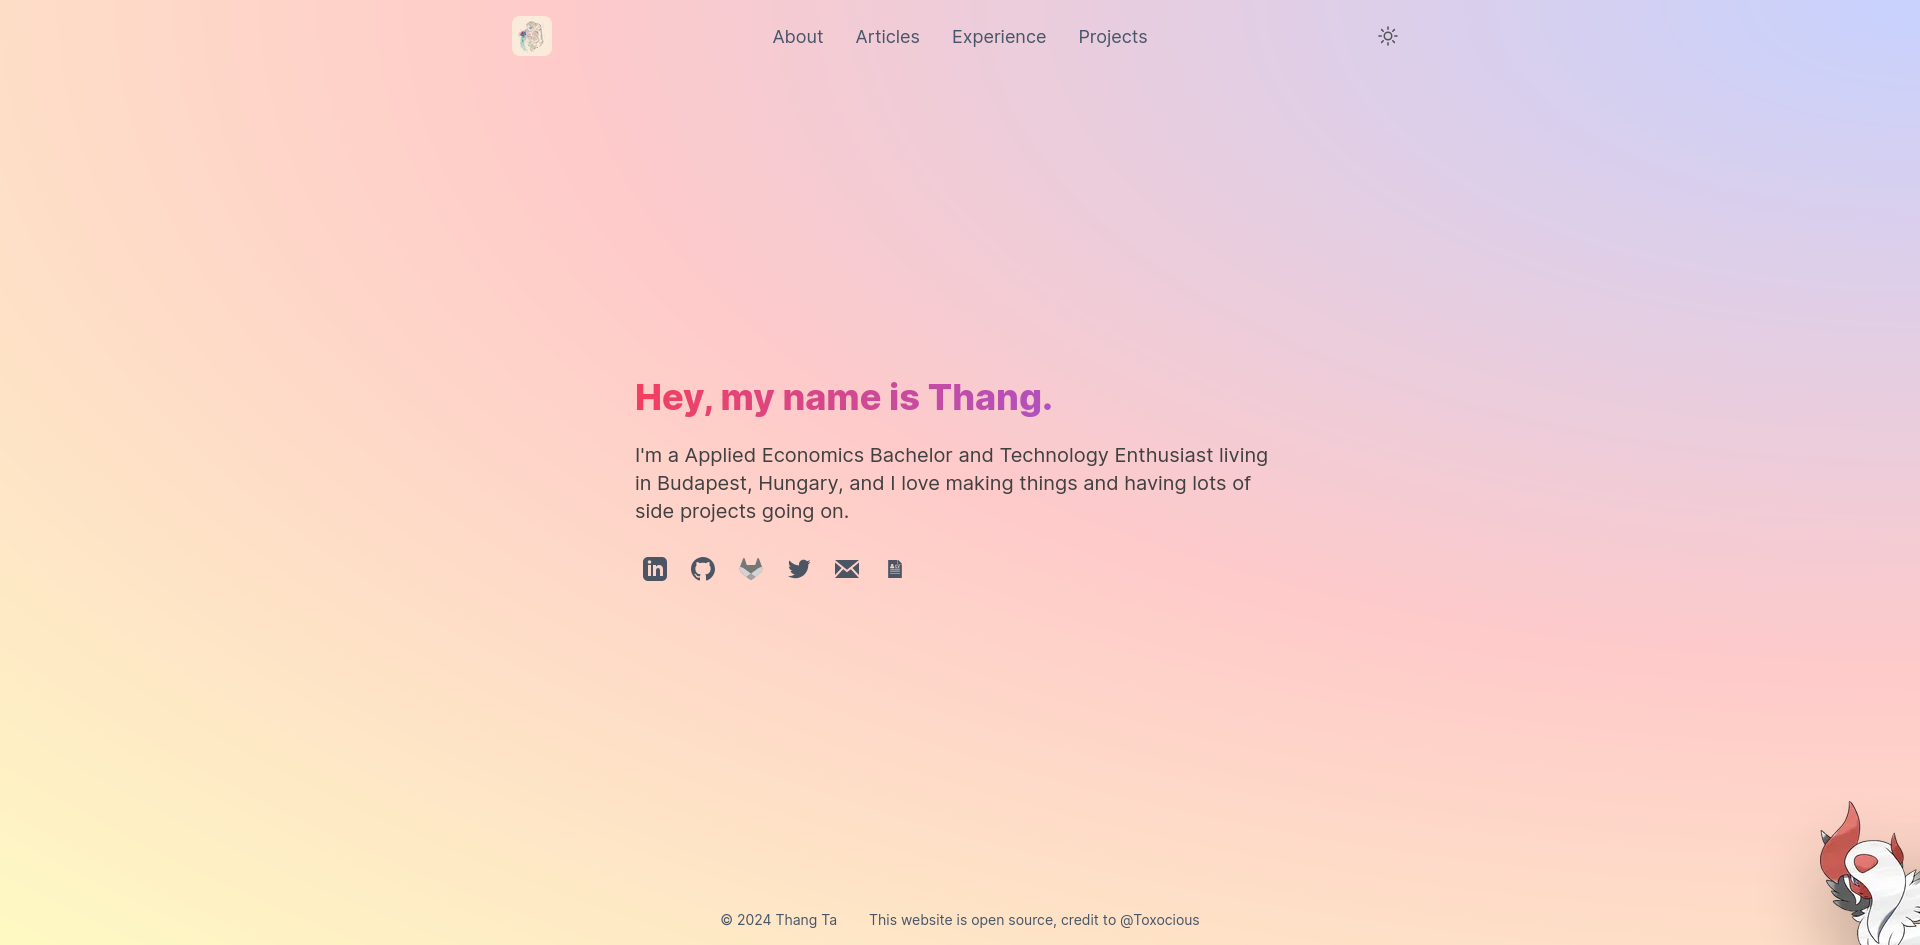 About
Articles
Experience
Projects
Hey, my name is Thang.
I'm a Applied Economics Bachelor and Technology Enthusiast living
in Budapest, Hungary, and I love making things and having lots of
side projects going on.
© 2024 Thang Ta
This website is open source, credit to @Toxocious